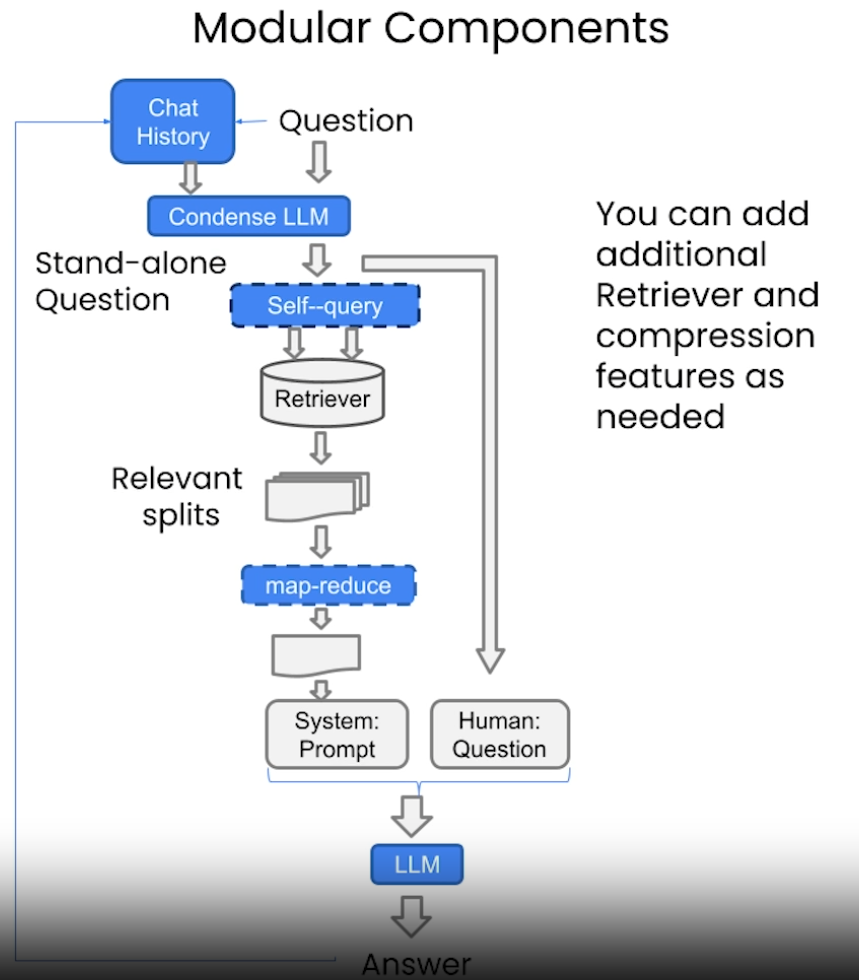 Modular Components
Chat
History
Question
Condense LLM
Stand-alone
Question
Self--query
Retriever
Relevant
splits
map-reduce
System:
Prompt
Human:
Question
LLM
Answer
You can add
additional
Retriever and
compression
features as
needed